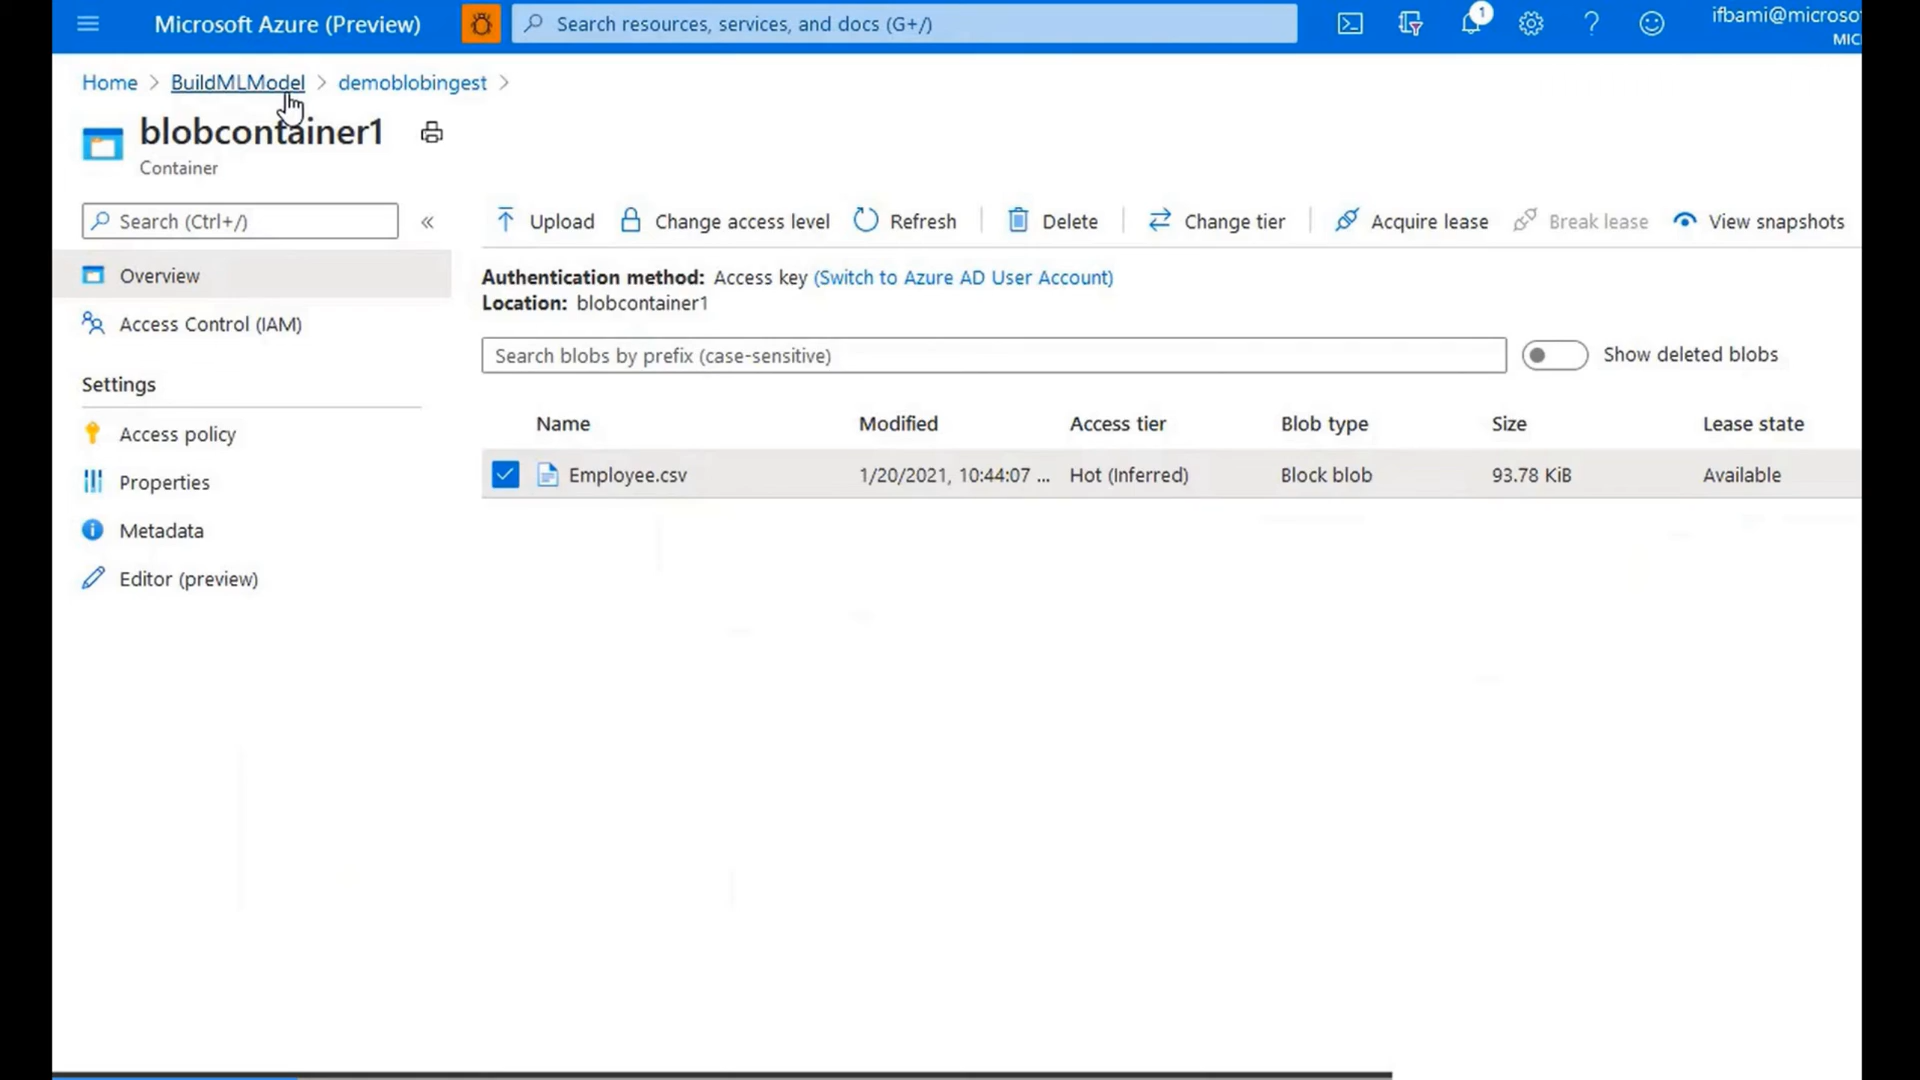 Microsoft Azure (Preview)
Search resources, services, and docs (G+/)
1
ifbami@microso
MIC
Home > BuildMLModel > demoblobingest >
blobcontainer1
Container
Search (Ctrl+/)
«
Upload
Change access level
Refresh
Delete
Change tier
Acquire lease
Break lease
View snapshots
Overview
Access Control (IAM)
Settings
Access policy
Properties
Metadata
Editor (preview)
Authentication method: Access key (Switch to Azure AD User Account)
Location: blobcontainer1
Search blobs by prefix (case-sensitive)
Show deleted blobs
Name Modified Access tier Blob type Size Lease state
Employee.csv 1/20/2021, 10:44:07 ... Hot (Inferred) Block blob 93.78 KiB Available